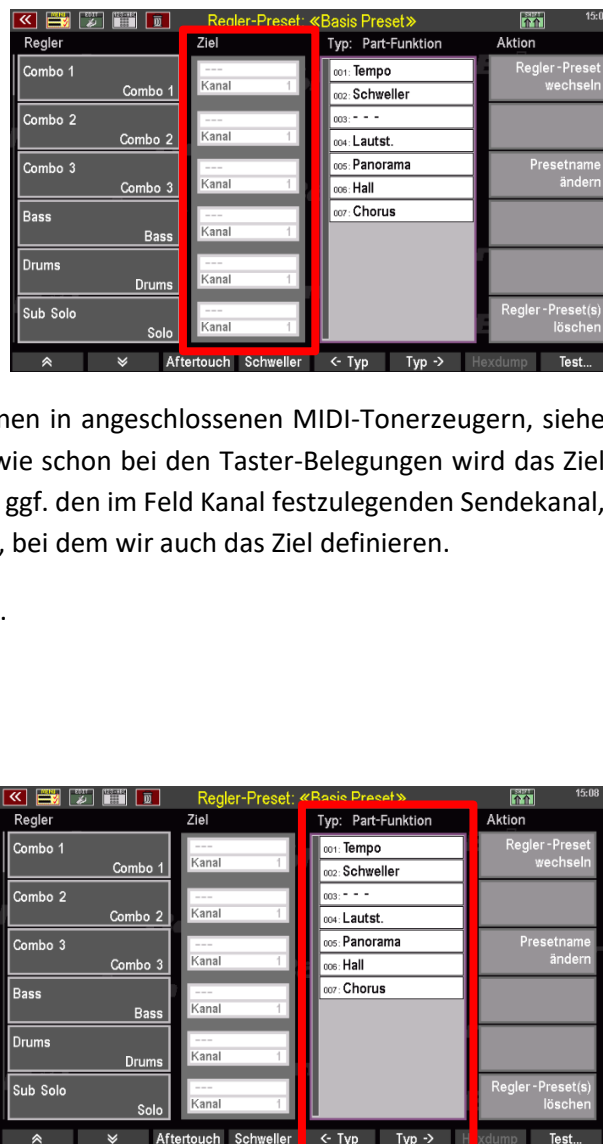 MENU EDIT Regler-Preset: «Basis Preset» 15:0
Regler Ziel Typ: Part-Funktion Aktion
Combo 1
Combo 1
---
Kanal 1
Combo 2
Combo 2
---
Kanal 1
Combo 3
Combo 3
---
Kanal 1
Bass
Bass
---
Kanal 1
Drums
Drums
---
Kanal 1
Sub Solo
Solo
---
Kanal 1
001: Tempo
002: Schweller
003: - - -
004: Lautst.
005: Panorama
006: Hall
007: Chorus
Regler-Preset
wechseln
Presetname
ändern
Regler-Preset(s)
löschen
Aftertouch Schweller <- Typ Typ -> Hexdump Test...
nen in angeschlossenen MIDI-Tonerzeugern, siehe
wie schon bei den Taster-Belegungen wird das Ziel
ggf. den im Feld Kanal festzulegenden Sendekanal,
, bei dem wir auch das Ziel definieren.
.
MENU EDIT Regler-Preset: «Basis Preset» 15:08
Regler Ziel Typ: Part-Funktion Aktion
Combo 1
Combo 1
---
Kanal 1
Combo 2
Combo 2
---
Kanal 1
Combo 3
Combo 3
---
Kanal 1
Bass
Bass
---
Kanal 1
Drums
Drums
---
Kanal 1
Sub Solo
Solo
---
Kanal 1
001: Tempo
002: Schweller
003: - - -
004: Lautst.
005: Panorama
006: Hall
007: Chorus
Regler-Preset
wechseln
Presetname
ändern
Regler-Preset(s)
löschen
Aftertouch Schweller <- Typ Typ -> xdump Test...